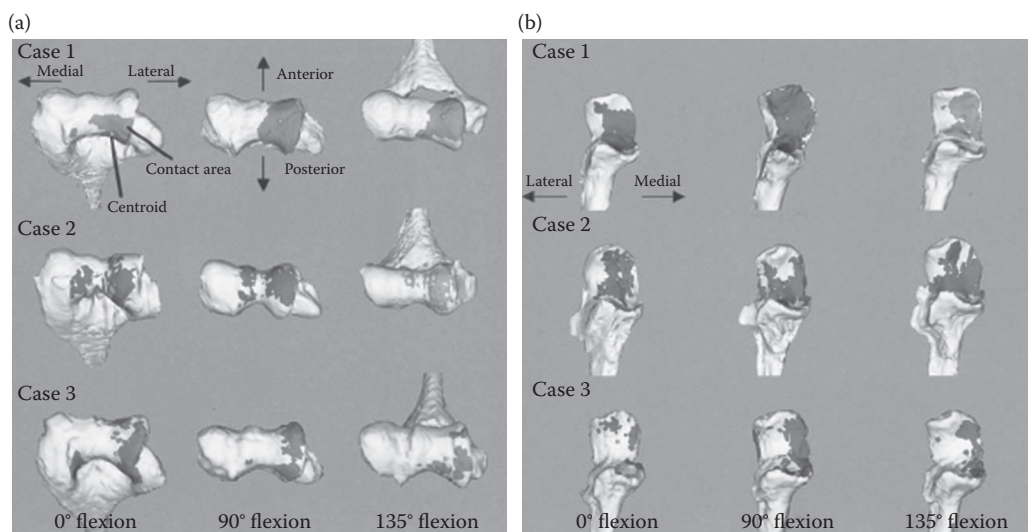 (a)
Case 1
Medial
Lateral
Anterior
Contact area
Posterior
Centroid
Case 2
Case 3
0° flexion
90° flexion
135° flexion
(b)
Case 1
Lateral
Medial
Case 2
Case 3
0° flexion
90° flexion
135° flexion